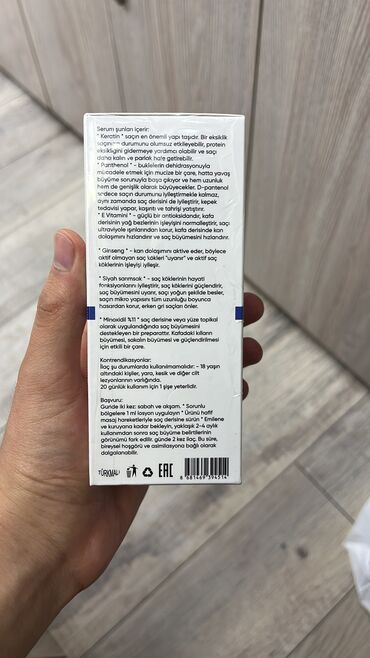 Serum şunları içerir:
* Keratin* saçın en önemli yapı taşıdır. Bir eksiklik
saçınızın durumunu olumsuz etkileyebilir, protein
eksikliğini gidermeye yardımcı olabilir ve saçı
daha kalın ve parlak hale getirebilir.
* Panthenol * – buklelerin dehidrasyonuyla
mücadele etmek için mucize bir çare, hatta yavaş
büyüme sorunuyla başa çıkıyor ve hem uzunluk
hem de genişlik olarak büyüyecekler. D-pantenol
sadece saçın durumunu iyileştirmekle kalmaz,
aynı zamanda saç derisini de iyileştirir, kepek
tedavisi yapar, kaşıntı ve tahrişi yatıştırır.
* E Vitamini * – güçlü bir antioksidandır, kafa
derisinin yağ bezlerinin işleyişini normalleştirir, saçı
ultraviyole ışınlarından korur, kafa derisinde kan
dolaşımını hızlandırır ve saç büyümesini hızlandırır.
* Ginseng * – kan dolaşımını aktive eder, böylece
aktif olmayan saç kökleri "uyanır" ve aktif saç
köklerinin işleyişi iyileşir.
* Siyah sarımsak * – saç köklerinin hayati
fonksiyonlarını iyileştirir, saç köklerini güçlendirir,
saç büyümesini uyarır, saçı yoğun şekilde besler,
saçın mikro yapısını tüm uzunluğu boyunca
hasardan korur, erken gri saçları önler.
* Minoxidil %11 * saç derisine veya yüze topikal
olarak uygulandığında saç büyümesini
destekleyen bir preparattır. Kafadaki kılların
büyümesi, sakalın büyümesi ve güçlendirilmesi
için etkili bir çare.
Kontrendikasyonlar:
İlaç şu durumlarda kullanılmamalıdır: – 18 yaşın
altındaki kişiler, yara, kesik ve diğer cilt
lezyonlarının varlığında.
20 günlük kullanım için 1 şişe yeterlidir.
Başvuru:
Günde iki kez: sabah ve akşam. * Sorunlu
bölgelere 1 ml losyon uygulayın * Ürünü hafif
masaj hareketleriyle saç derisine sürün * Emilene
ve kuruyana kadar bekleyin, yaklaşık 2-4 aylık
kullanımdan sonra saç büyüme belirtilerinin
görünümü fark edilir. günde 2 kez ilaç. Bu süre,
bireysel hoşgörü ve asimilasyona bağlı olarak
dalgalanabilir.
TÜRKMALI
EAC
8 681469 394514